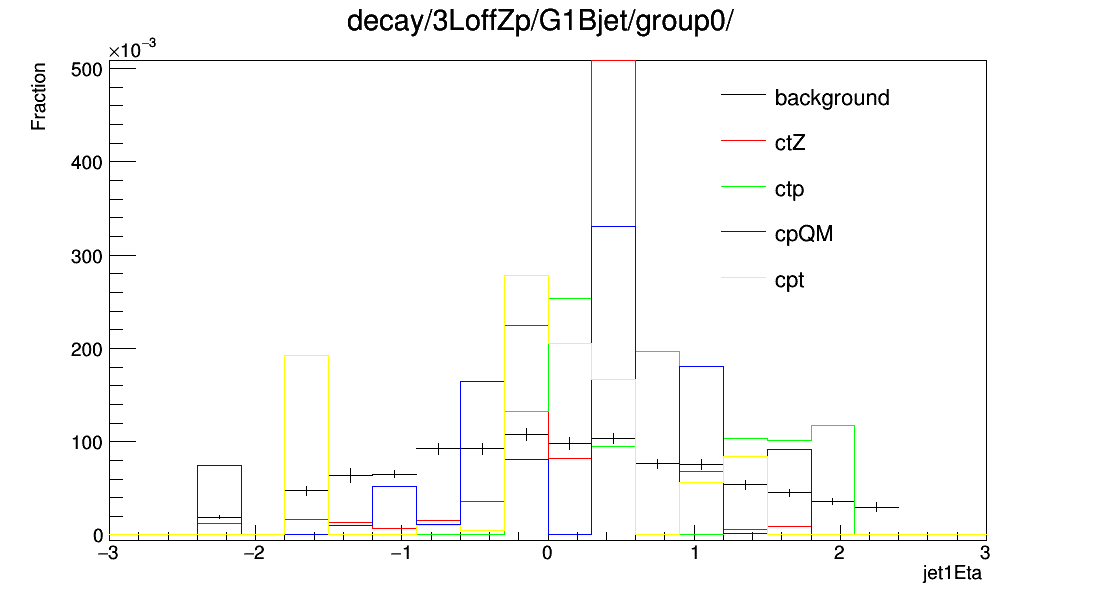 decay/3LoffZp/G1Bjet/group0/
×10⁻³
Fraction
500
400
300
200
100
0
background
ctZ
ctp
cpQM
cpt
−3 −2 −1 0 1 2 3
jet1Eta